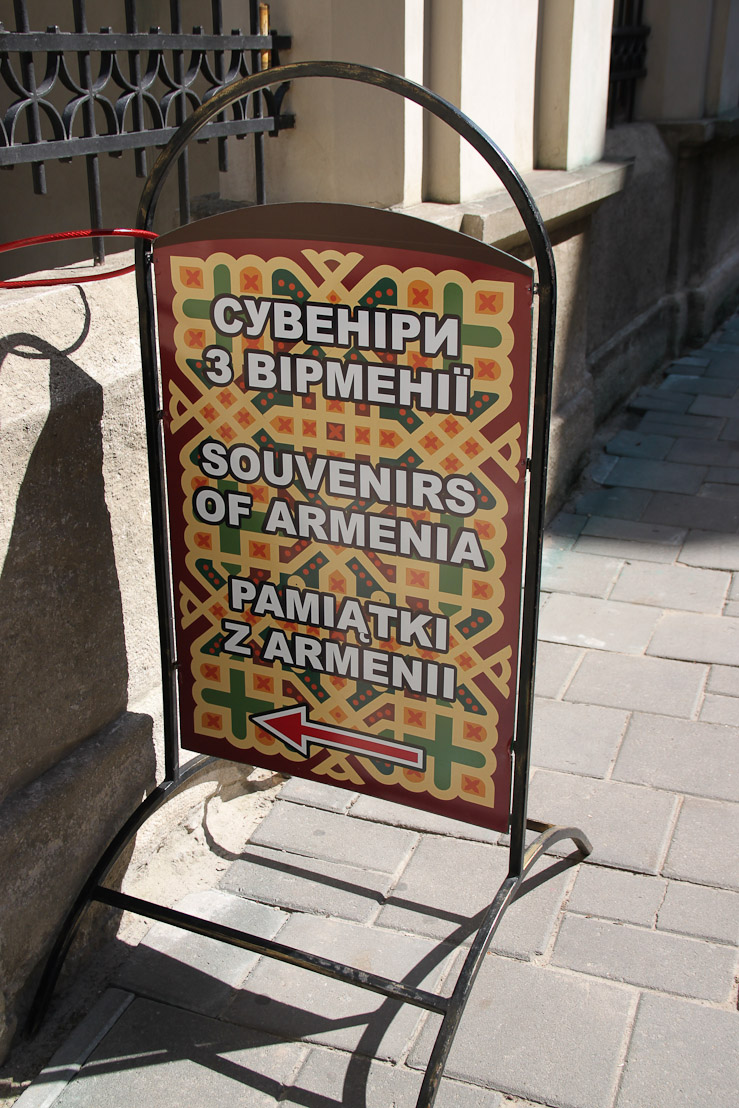 СУВЕНІРИ
З ВІРМЕНІЇ
SOUVENIRS
OF ARMENIA
PAMIĄTKI
Z ARMENII